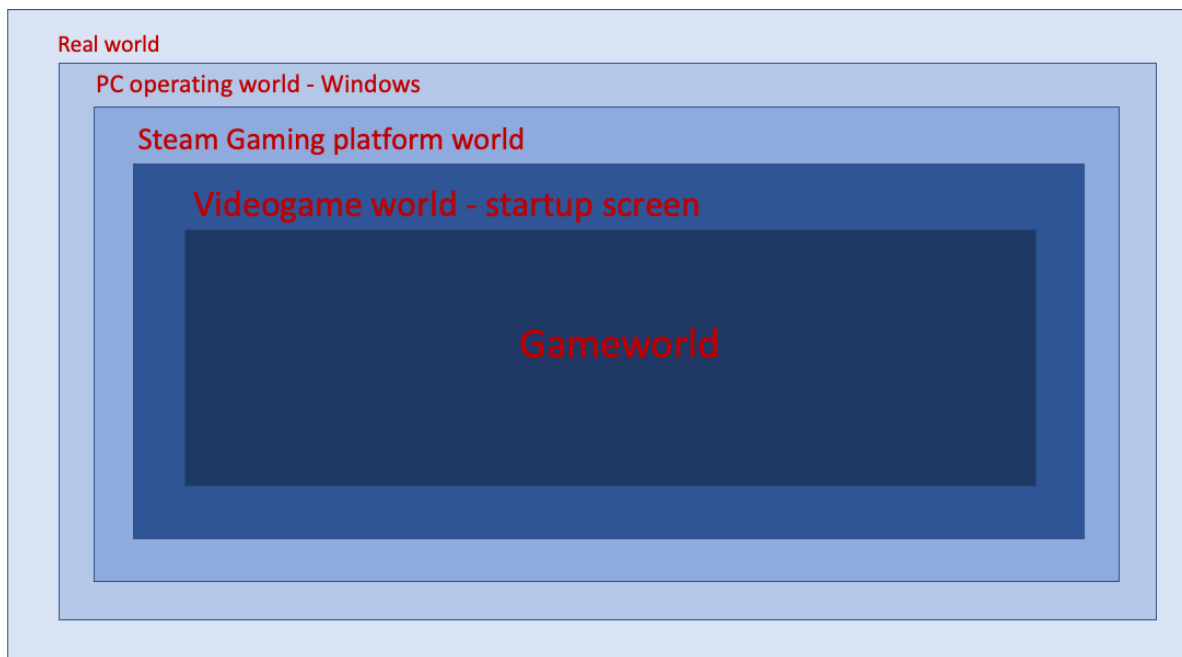 Real world
PC operating world - Windows
Steam Gaming platform world
Videogame world - startup screen
Gameworld